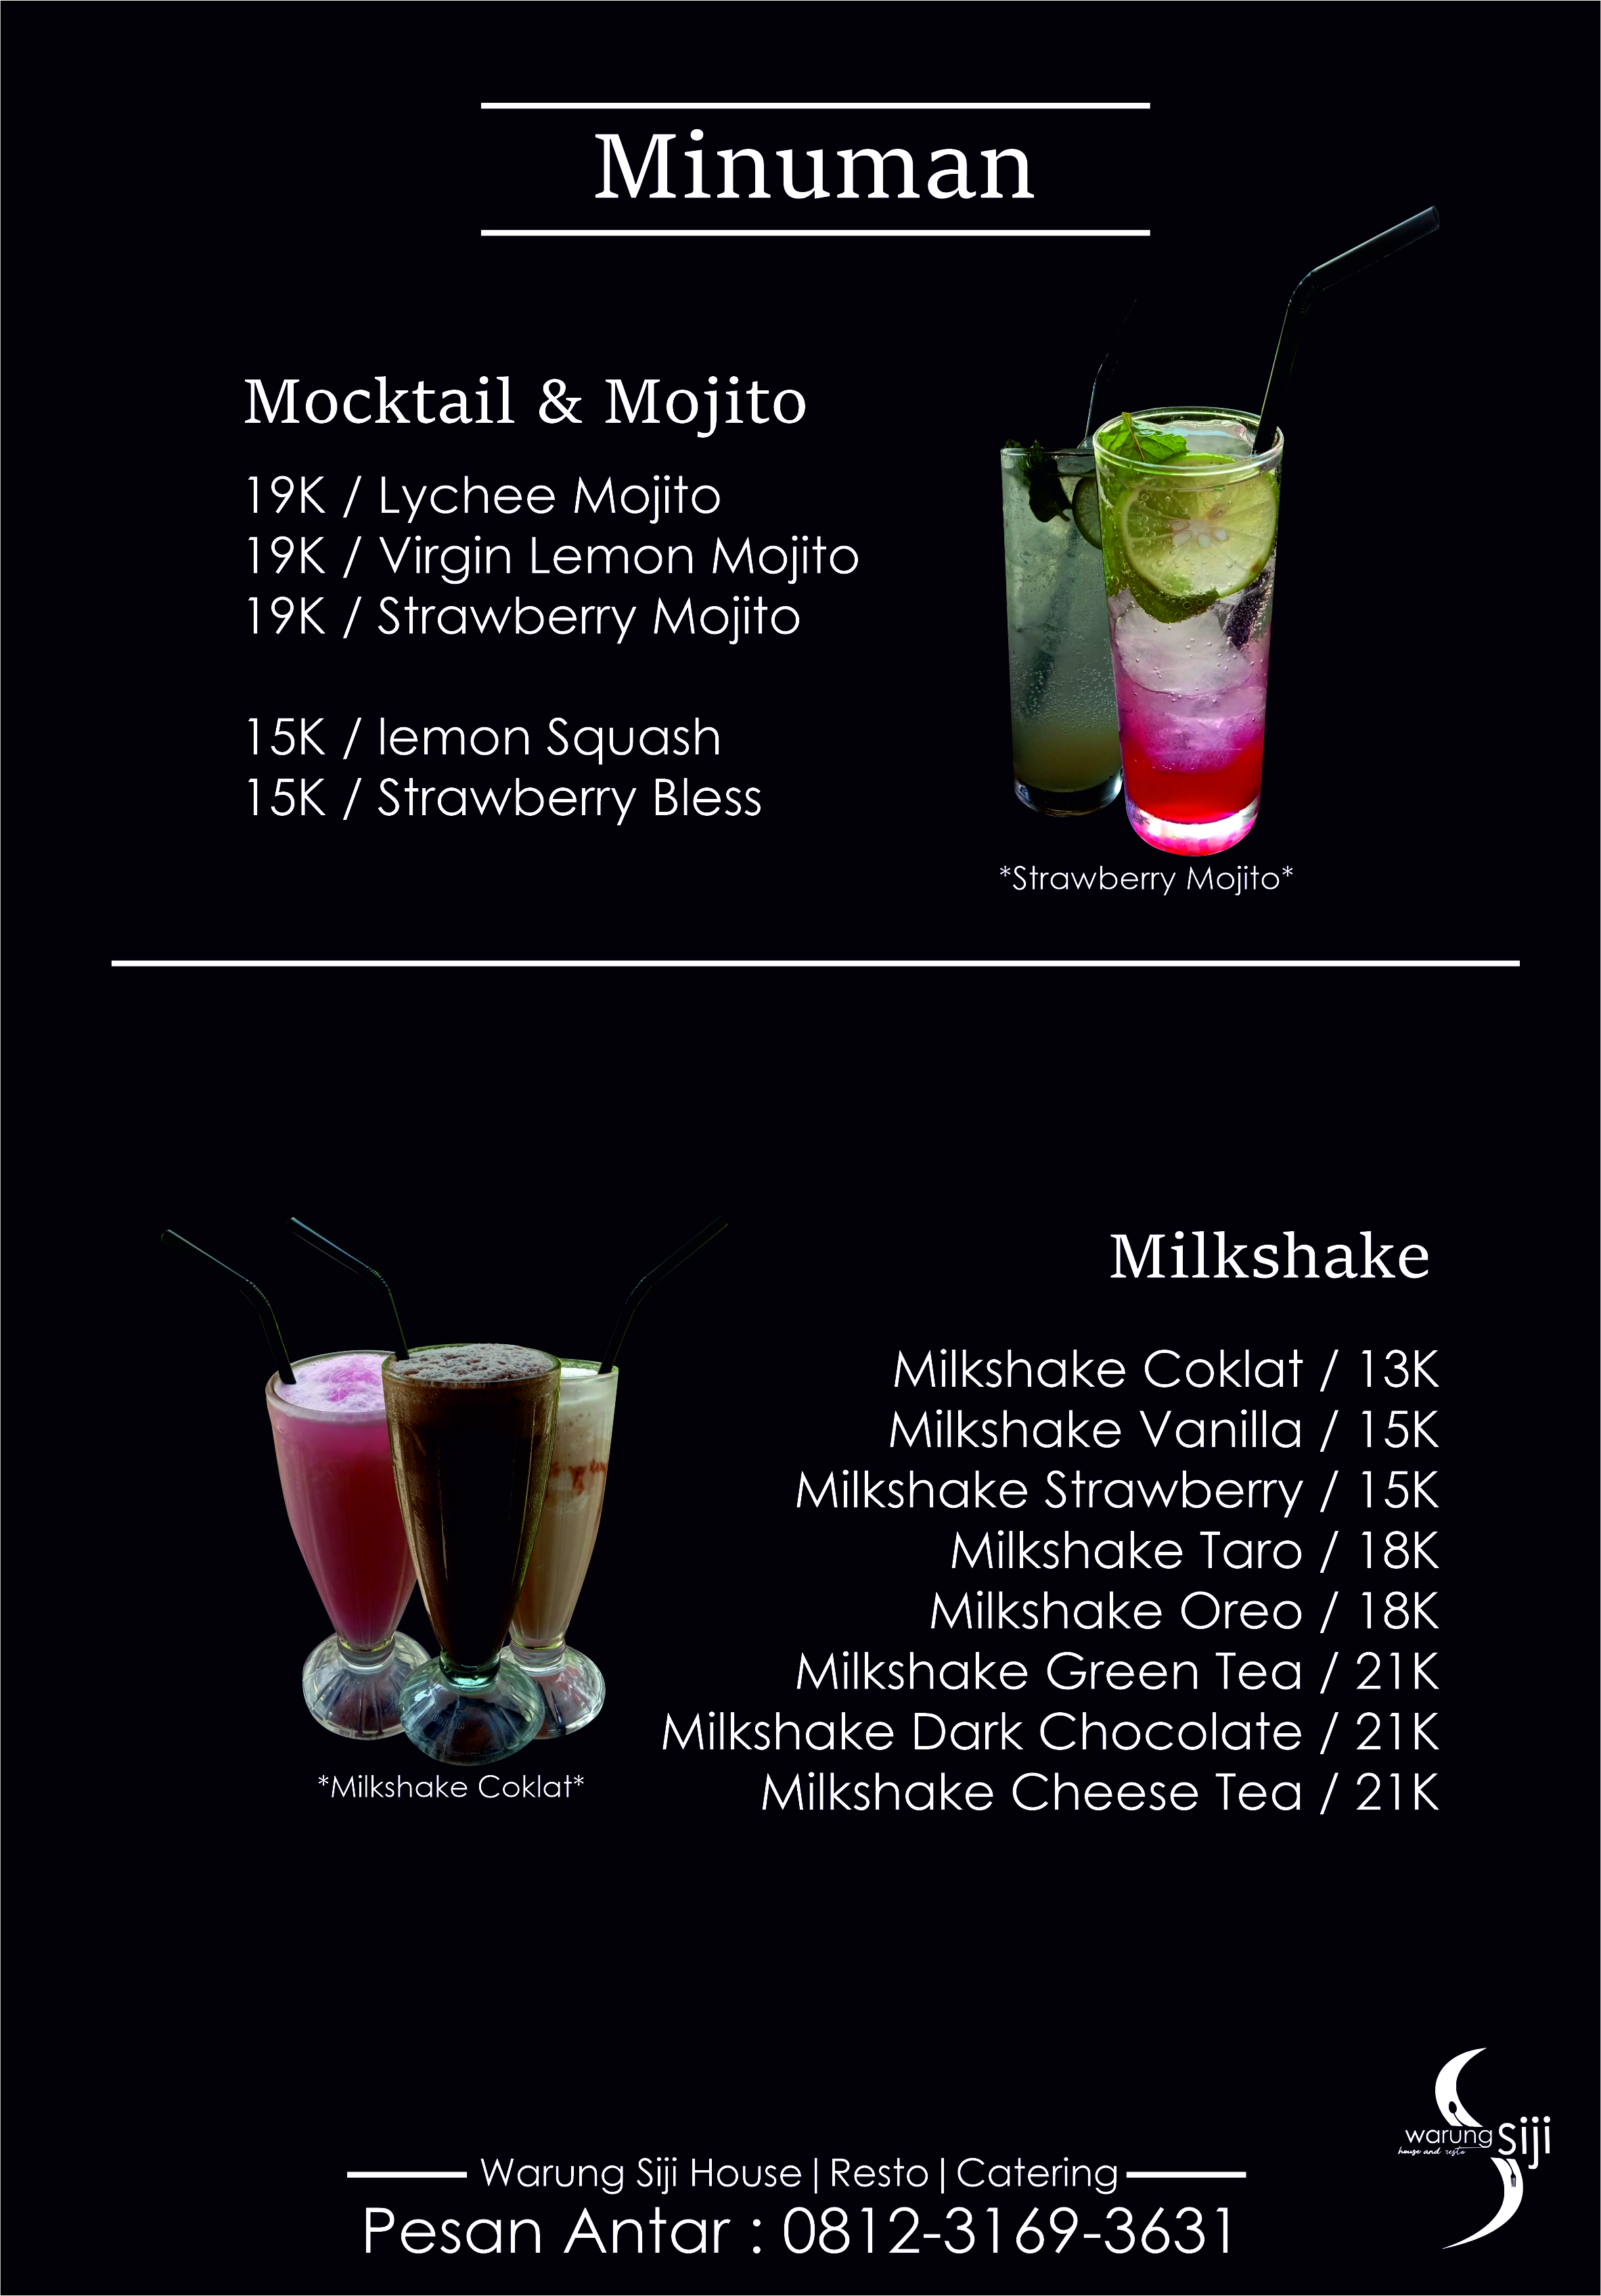 Minuman
Mocktail & Mojito
19K / Lychee Mojito
19K / Virgin Lemon Mojito
19K / Strawberry Mojito
15K / lemon Squash
15K / Strawberry Bless
*Strawberry Mojito*
Milkshake
Milkshake Coklat / 13K
Milkshake Vanilla / 15K
Milkshake Strawberry / 15K
Milkshake Taro / 18K
Milkshake Oreo / 18K
Milkshake Green Tea / 21K
Milkshake Dark Chocolate / 21K
Milkshake Cheese Tea / 21K
*Milkshake Coklat*
warung Siji
house and resto
Warung Siji House|Resto|Catering
Pesan Antar : 0812-3169-3631